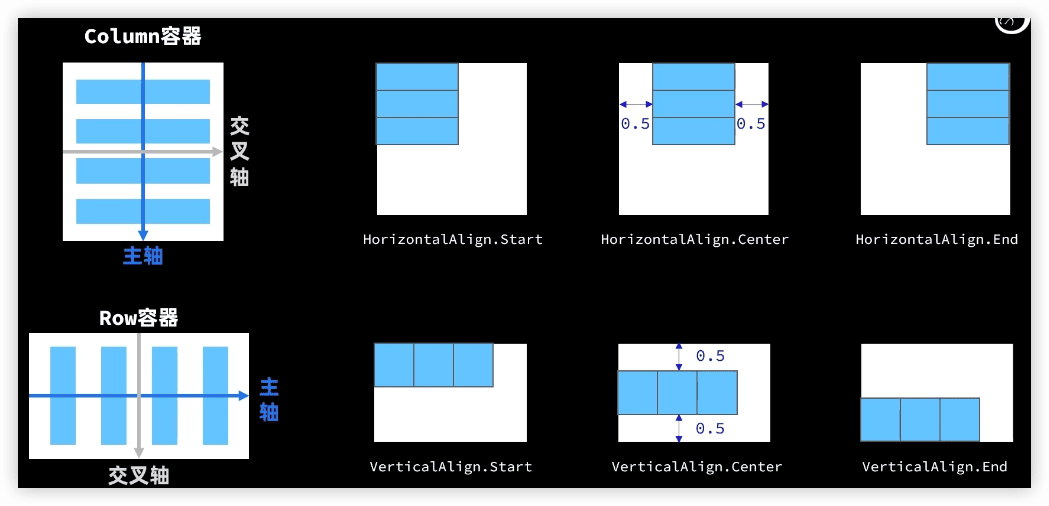 Column容器
交叉轴
主轴
0.5
0.5
HorizontalAlign.Start
HorizontalAlign.Center
HorizontalAlign.End
Row容器
主轴
交叉轴
0.5
0.5
VerticalAlign.Start
VerticalAlign.Center
VerticalAlign.End